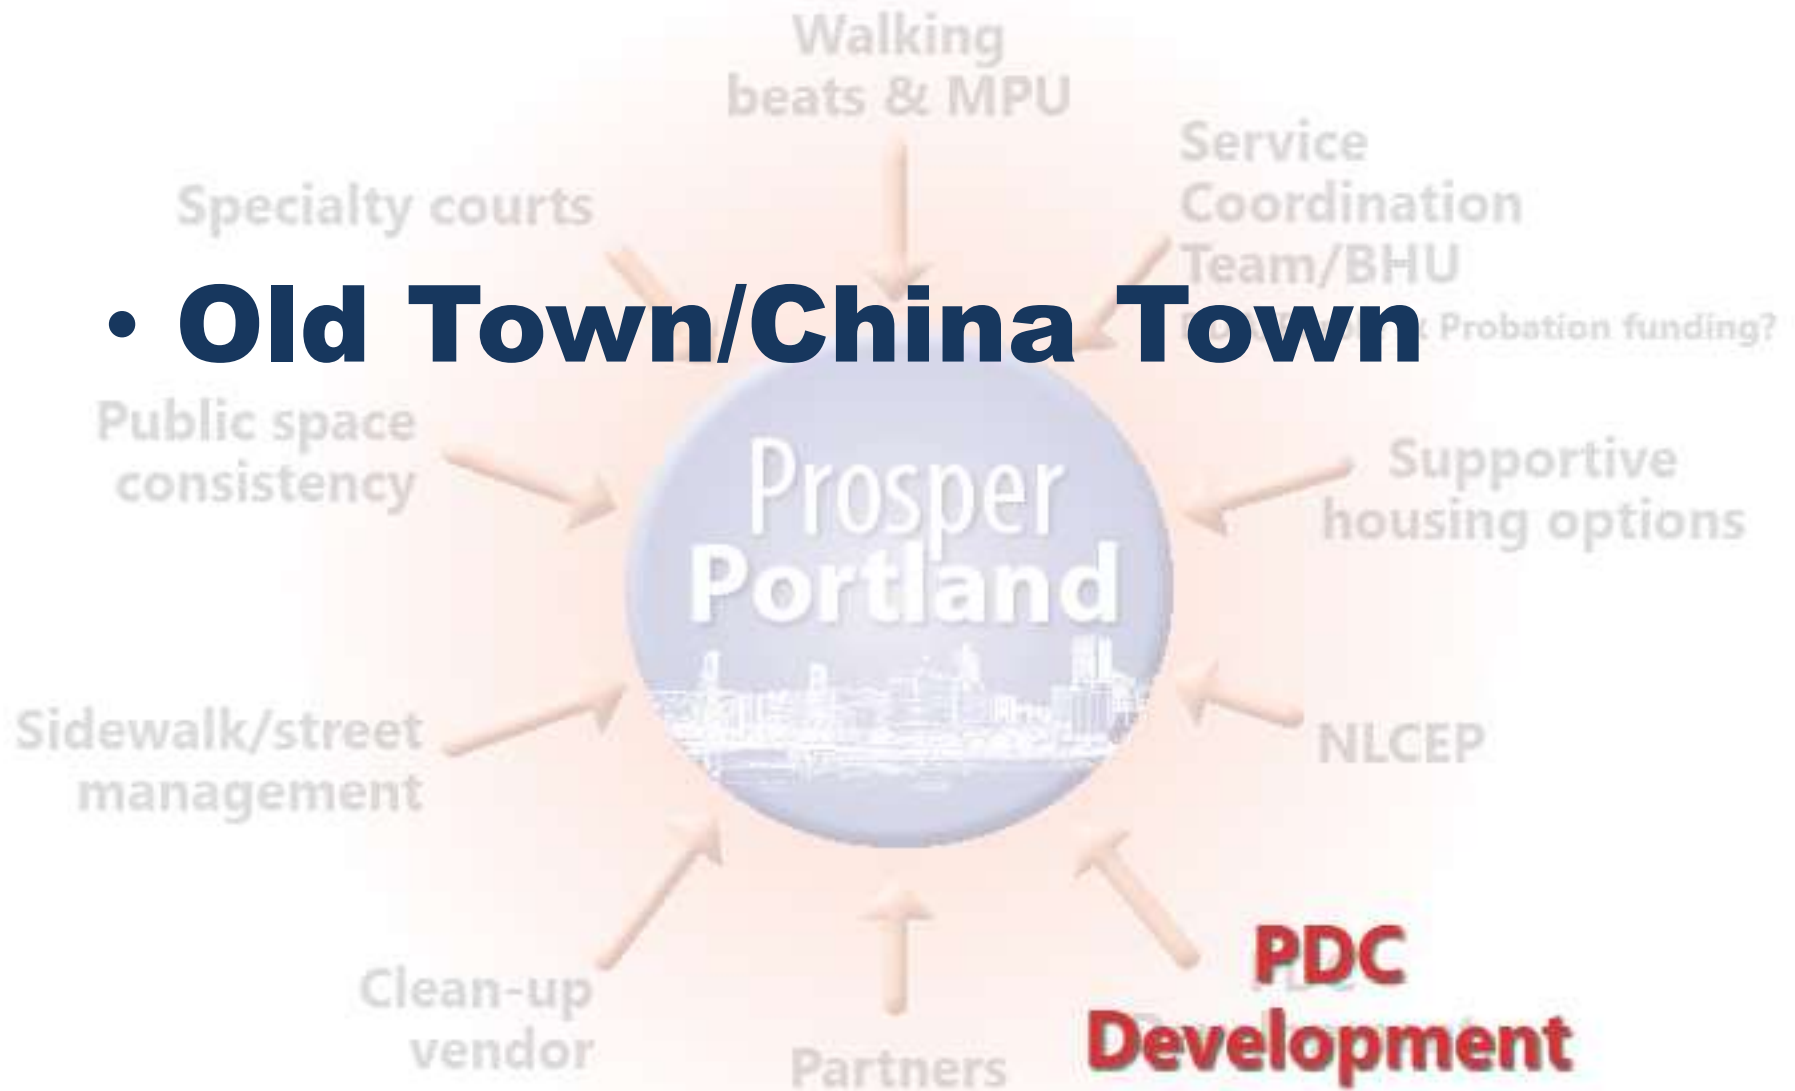 Walking
beats & MPU
Specialty courts
Service
Coordination
Team/BHU
• Old Town/China Town
Probation funding?
Public space
consistency
Prosper
Portland
Supportive
housing options
Sidewalk/street
management
NLCEP
Clean-up
vendor
Partners
PDC
Development